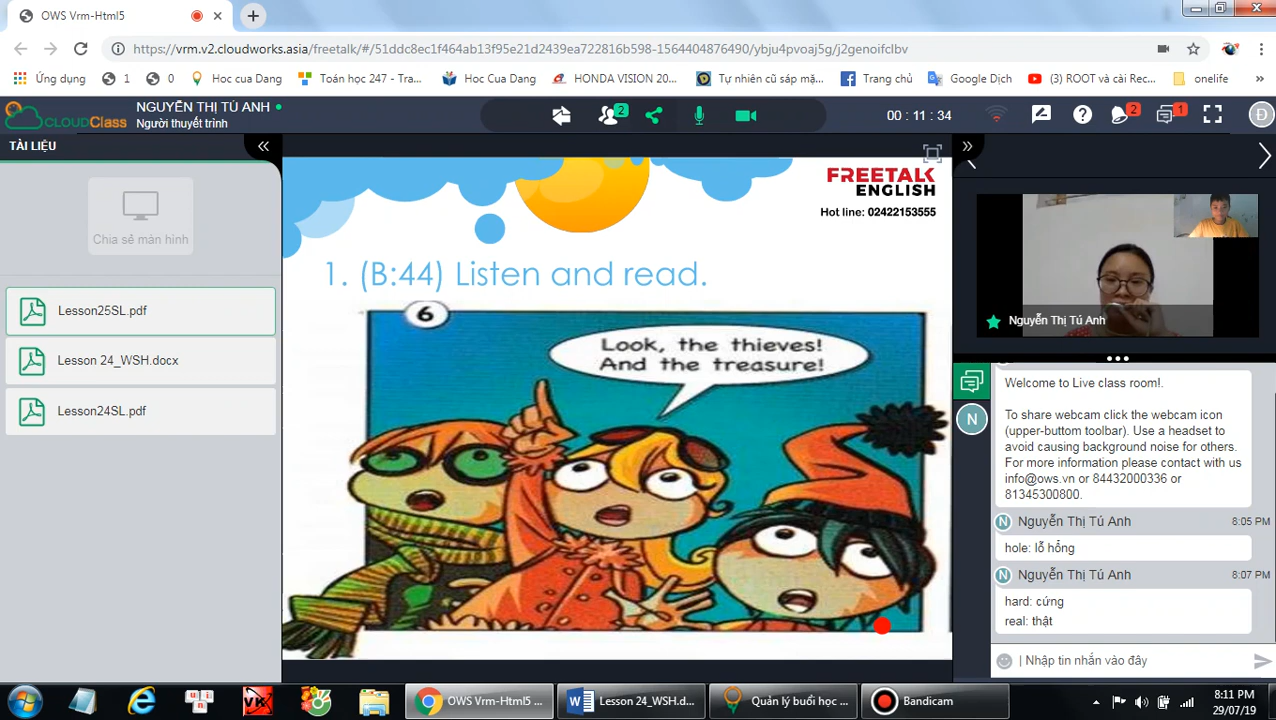 OWS Vrm-Html5
https://vrm.v2.cloudworks.asia/freetalk/#/51ddc8ec1f464ab13f95e21d2439ea722816b598-1564404876490/ybju4pvoaj5g/j2genoifclbv
Ứng dụng 1 0 Hoc cua Dang Toán học 247 - Tra... Học Cua Dang HONDA VISION 20... Tự nhiên cũ sáp mặ... Trang chủ Google Dịch (3) ROOT và cài Rec... onelife »
CLOUDClass
NGUYỄN THỊ TÚ ANH
Người thuyết trình
2
00 : 11 : 34
2
1
Đ
TÀI LIỆU
Chia sẻ màn hình
Lesson25SL.pdf
Lesson 24_WSH.docx
Lesson24SL.pdf
FREETALK
ENGLISH
Hot line: 02422153555
1. (B:44) Listen and read.
6
Look, the thieves!
And the treasure!
Nguyễn Thị Tú Anh
N
Welcome to Live class room!.
To share webcam click the webcam icon
(upper-buttom toolbar). Use a headset to
avoid causing background noise for others.
For more information please contact with us
info@ows.vn or 84432000336 or
81345300800.
N Nguyễn Thị Tú Anh 8:05 PM
hole: lỗ hổng
N Nguyễn Thị Tú Anh 8:07 PM
hard: cứng
real: thật
Nhập tin nhắn vào đây
OWS Vrm-Html5 ...
Lesson 24_WSH.d...
Quản lý buổi học ...
Bandicam
8:11 PM
29/07/19